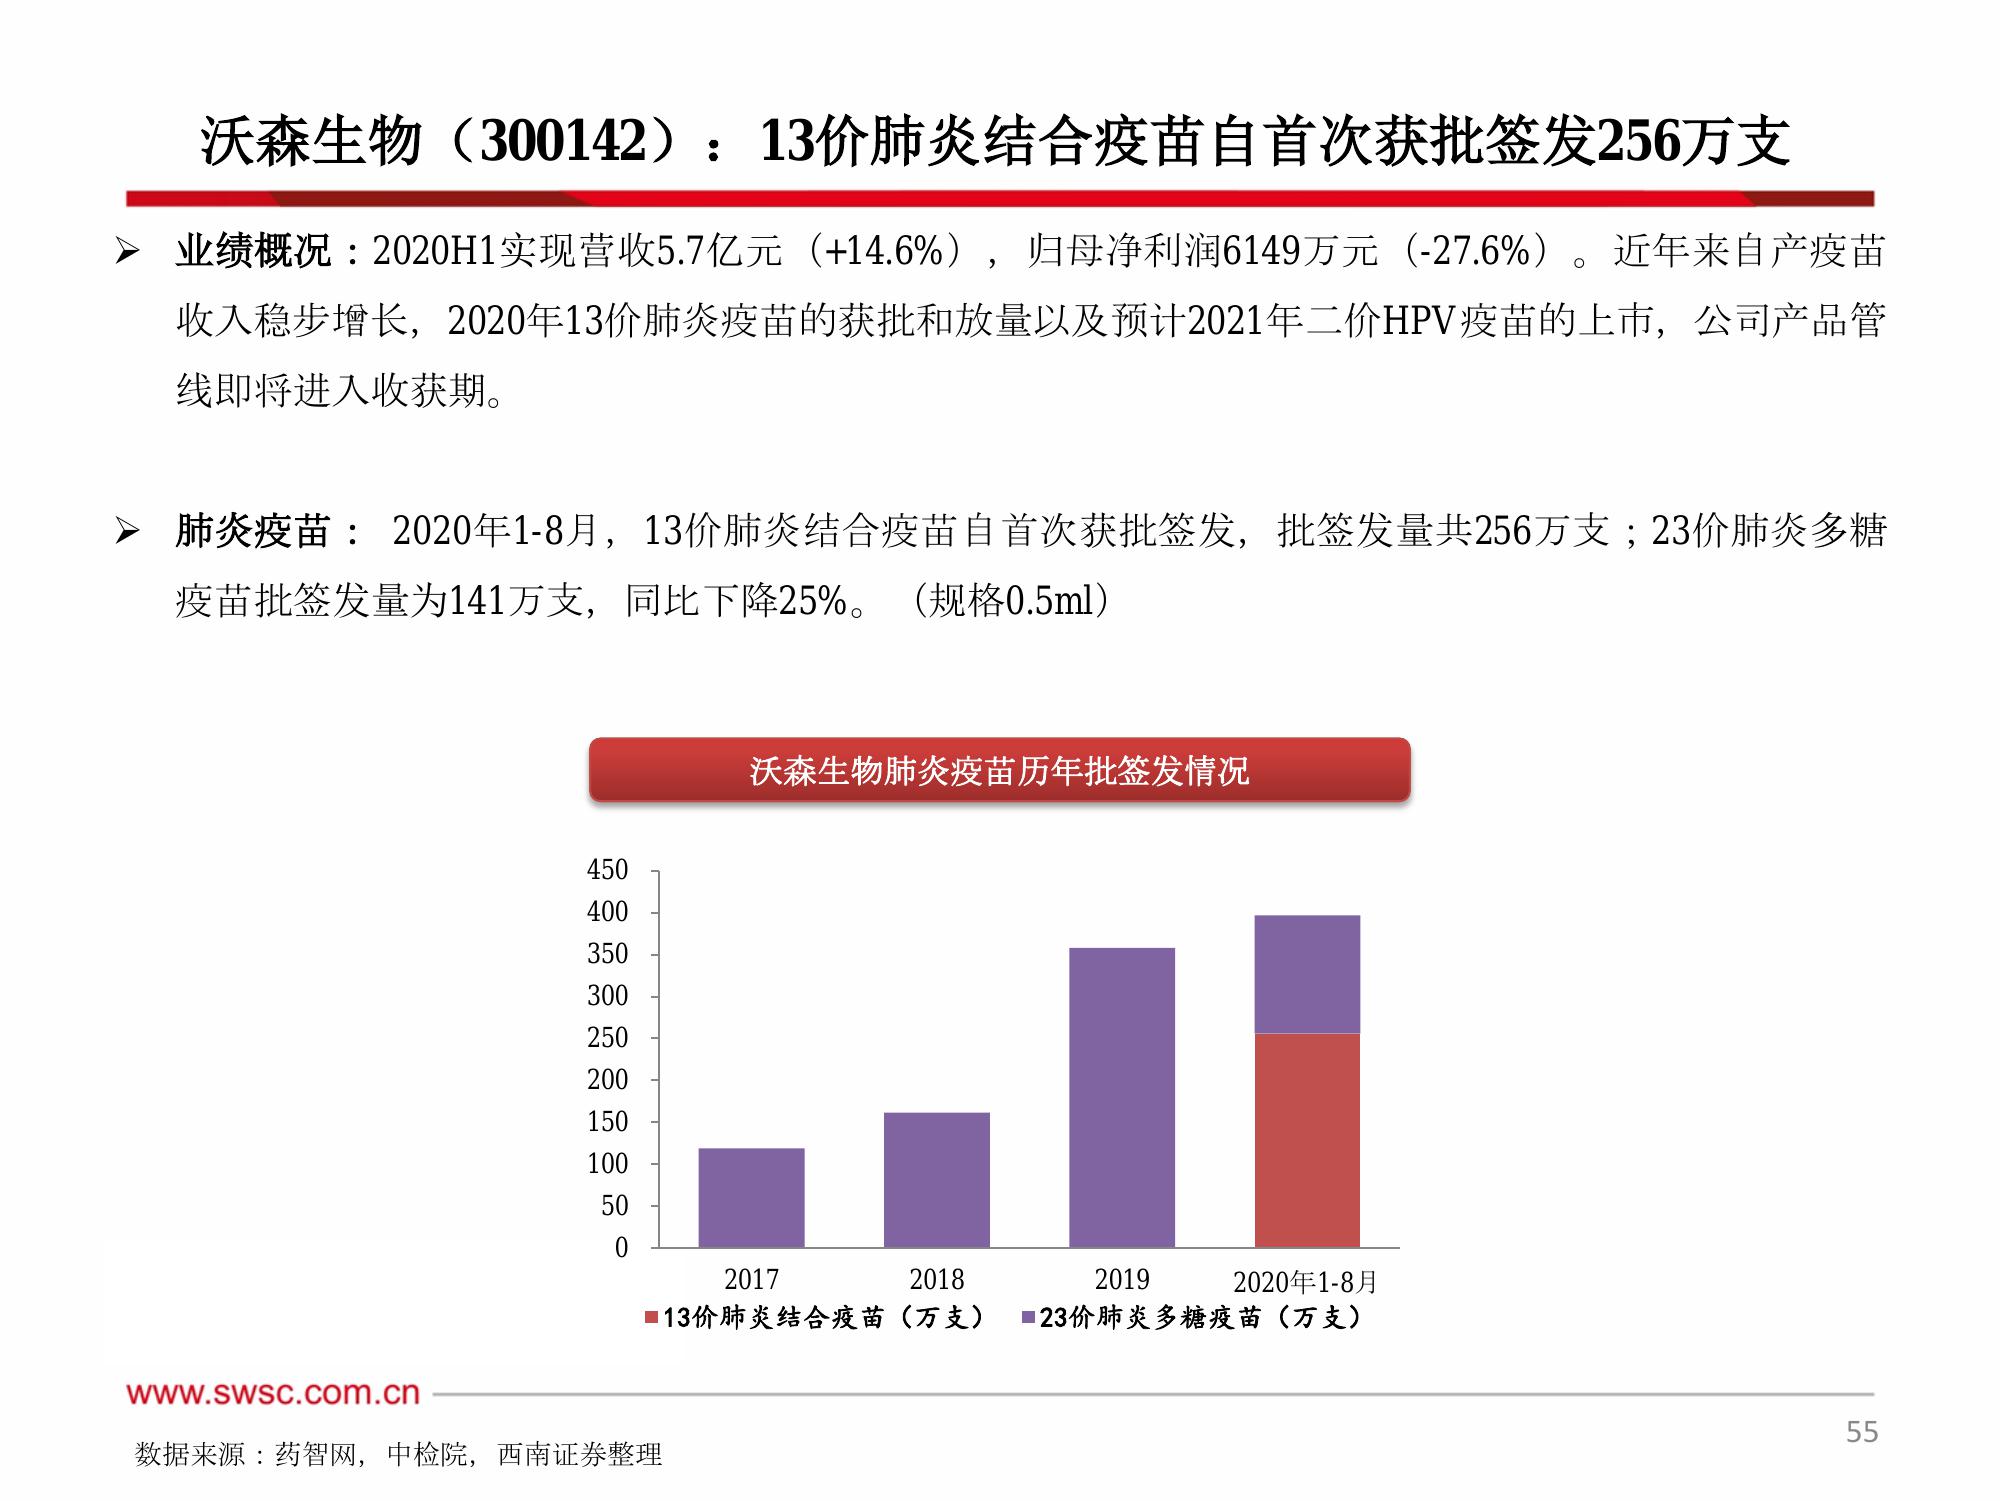 沃森生物（300142）：13价肺炎结合疫苗自首次获批签发256万支
➢ 业绩概况：2020H1实现营收5.7亿元（+14.6%），归母净利润6149万元（-27.6%）。近年来自产疫苗
收入稳步增长，2020年13价肺炎疫苗的获批和放量以及预计2021年二价HPV疫苗的上市，公司产品管
线即将进入收获期。
➢ 肺炎疫苗： 2020年1-8月，13价肺炎结合疫苗自首次获批签发，批签发量共256万支；23价肺炎多糖
疫苗批签发量为141万支，同比下降25%。（规格0.5ml）
沃森生物肺炎疫苗历年批签发情况
450
400
350
300
250
200
150
100
50
0
2017 2018 2019 2020年1-8月
13价肺炎结合疫苗（万支） 23价肺炎多糖疫苗（万支）
www.swsc.com.cn
55
数据来源：药智网，中检院，西南证券整理